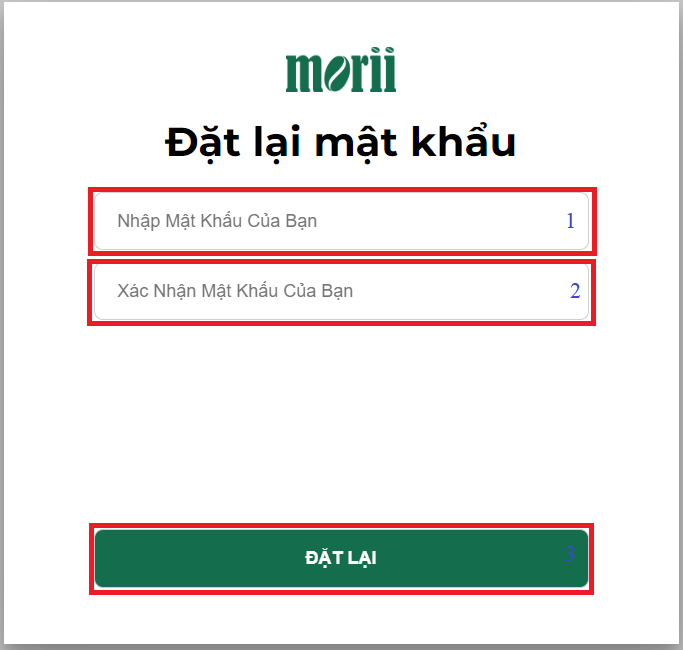 morii
Đặt lại mật khẩu
Nhập Mật Khẩu Của Bạn 1
Xác Nhận Mật Khẩu Của Bạn 2
ĐẶT LẠI 3